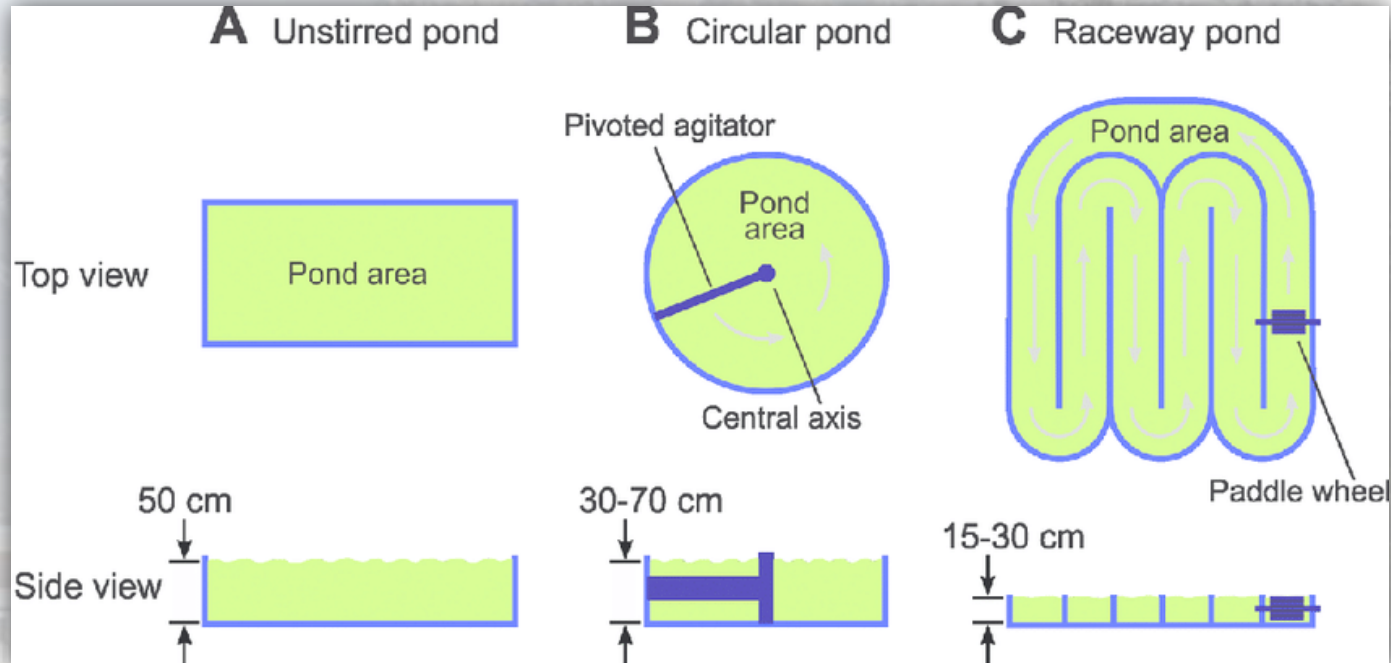 A Unstirred pond
B Circular pond
C Raceway pond
Pivoted agitator
Pond area
Top view
Pond area
Pond
area
Central axis
Paddle wheel
50 cm
30-70 cm
15-30 cm
Side view